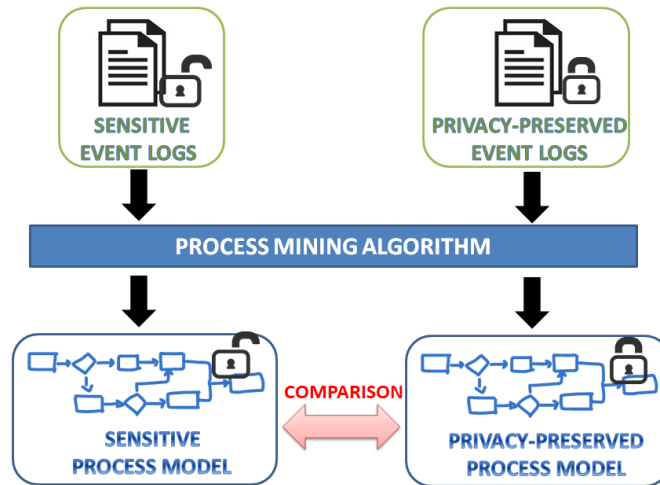 SENSITIVE
EVENT LOGS
PRIVACY-PRESERVED
EVENT LOGS
PROCESS MINING ALGORITHM
COMPARISON
SENSITIVE
PROCESS MODEL
PRIVACY-PRESERVED
PROCESS MODEL